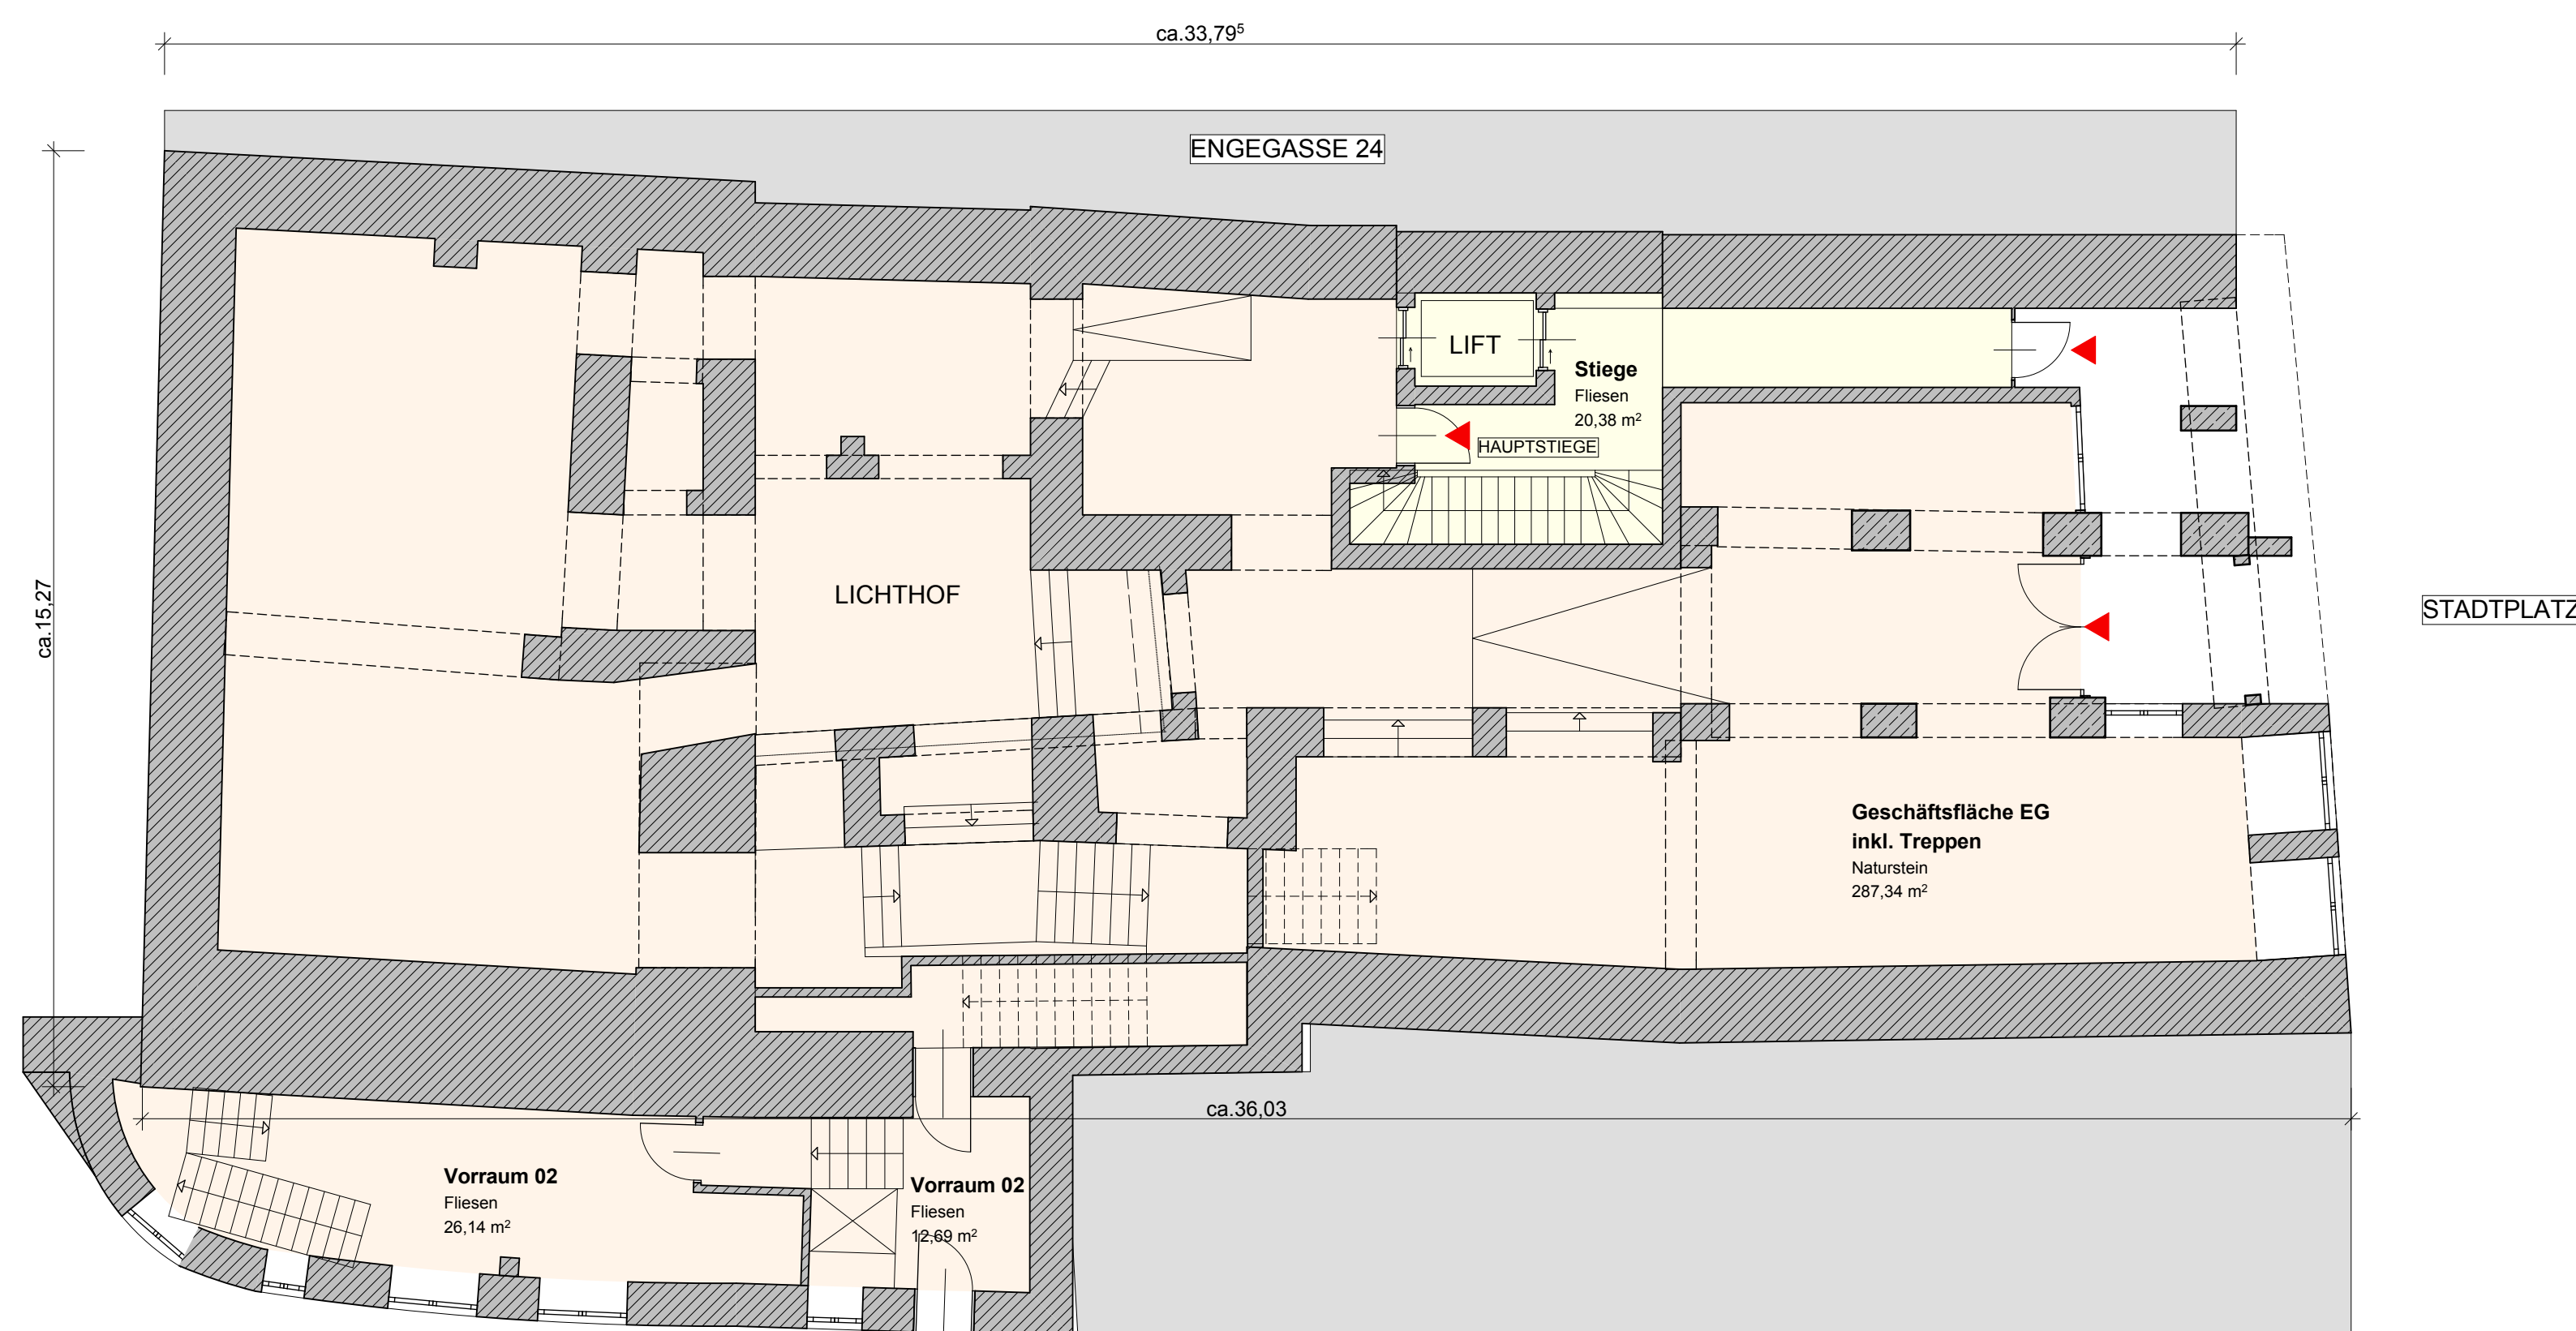 ca.33,79⁵
ENGEGASSE 24
LIFT
Stiege
Fliesen
20,38 m²
HAUPTSTIEGE
LICHTHOF
ca.15,27
STADTPLATZ
Geschäftsfläche EG
inkl. Treppen
Naturstein
287,34 m²
ca.36,03
Vorraum 02
Fliesen
26,14 m²
Vorraum 02
Fliesen
12,69 m²